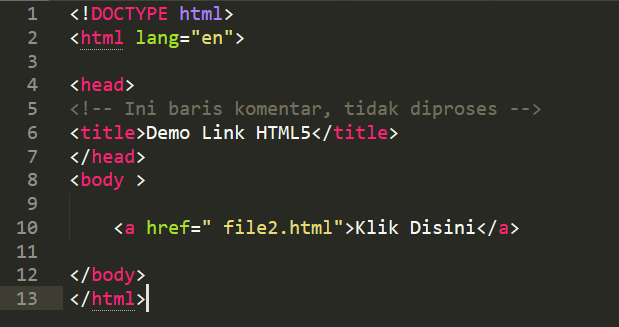 1 <!DOCTYPE html>
2 <html lang="en">
3
4 <head>
5 <!-- Ini baris komentar, tidak diproses -->
6 <title>Demo Link HTML5</title>
7 </head>
8 <body >
9
10 <a href=" file2.html">Klik Disini</a>
11
12 </body>
13 </html>